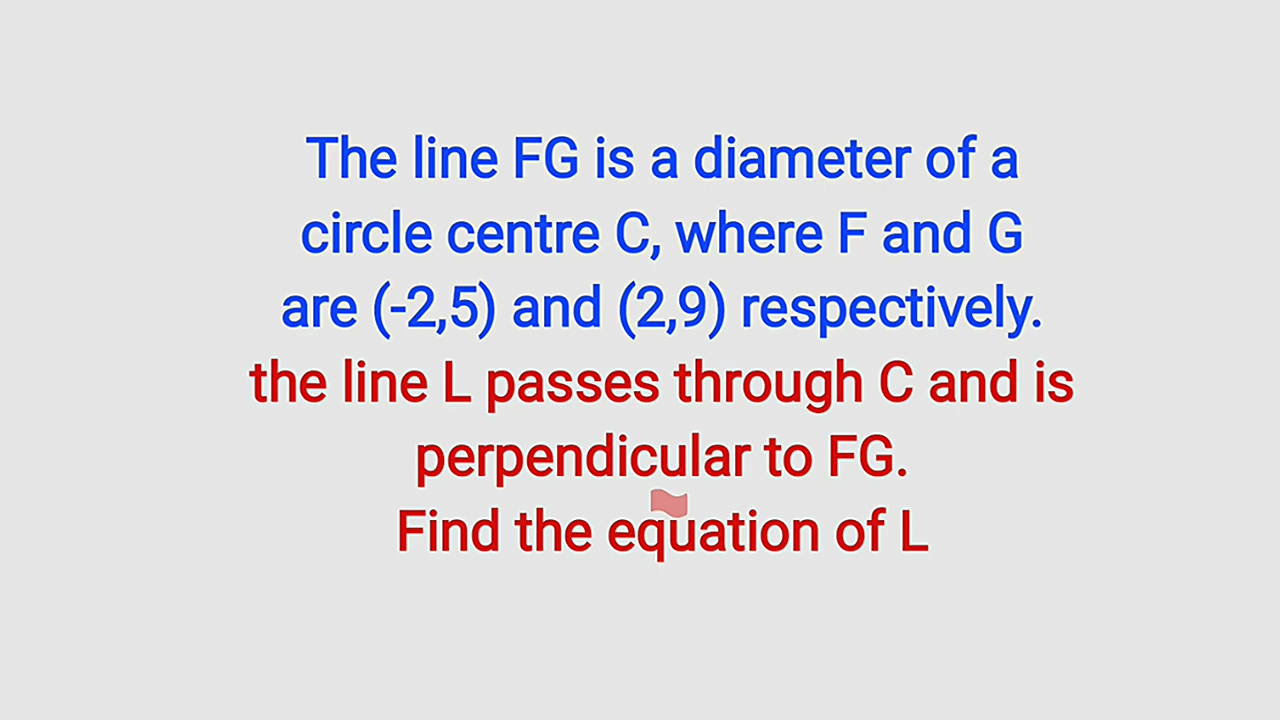 The line FG is a diameter of a
circle centre C, where F and G
are (-2,5) and (2,9) respectively.
the line L passes through C and is
perpendicular to FG.
Find the equation of L